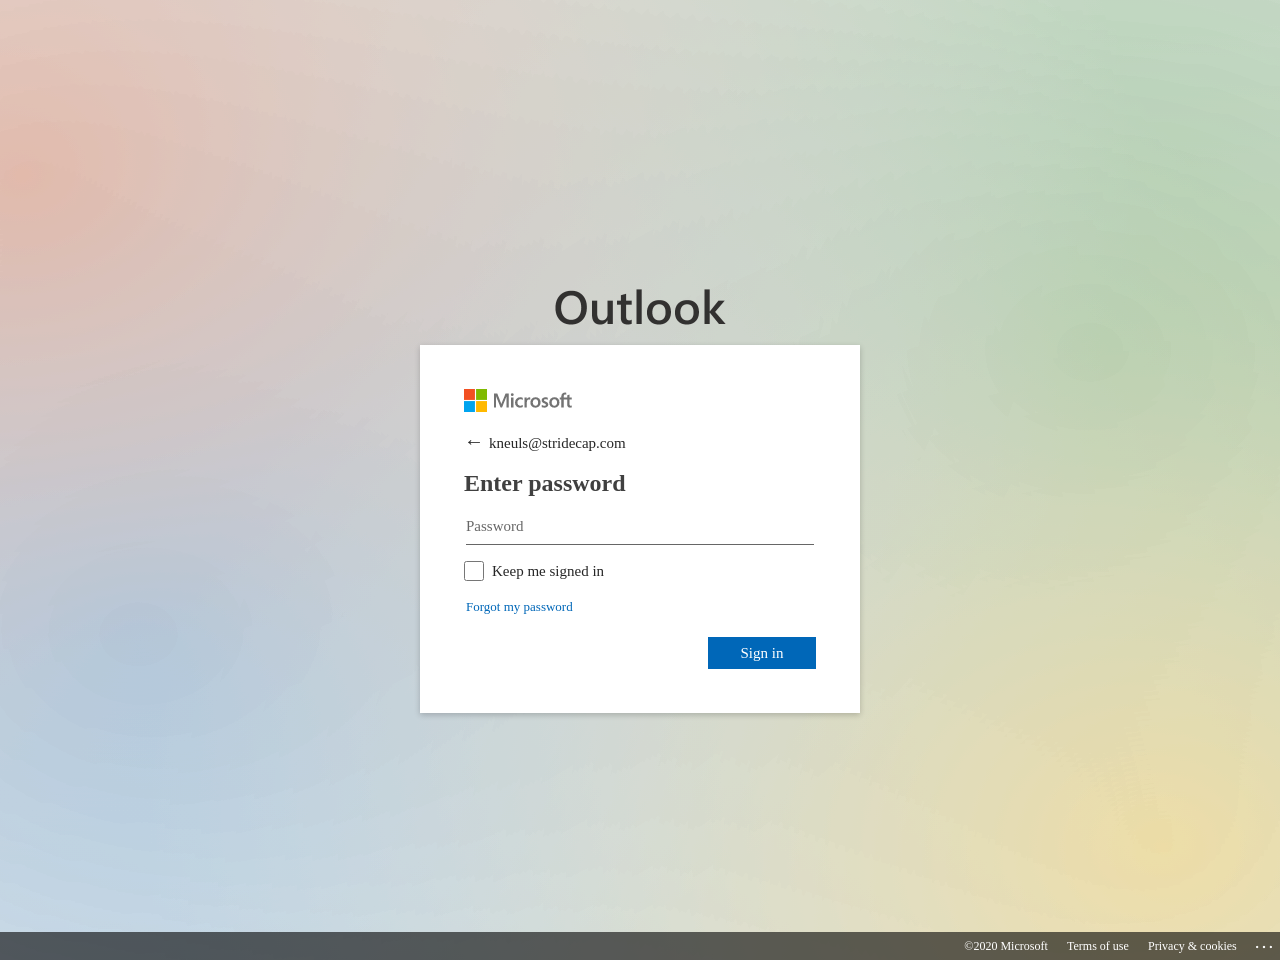 Outlook
Microsoft
← kneuls@stridecap.com
Enter password
Password
Keep me signed in
Forgot my password
Sign in
©2020 Microsoft Terms of use Privacy & cookies ...